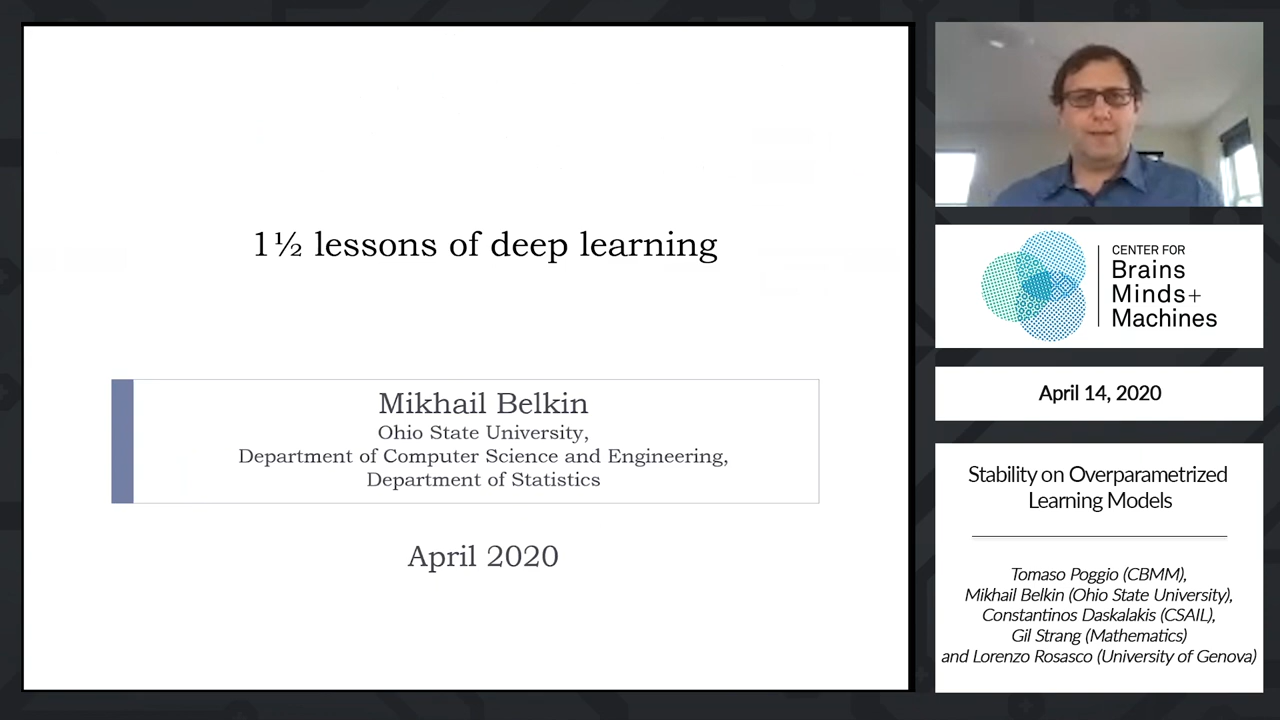 1½ lessons of deep learning
Mikhail Belkin
Ohio State University,
Department of Computer Science and Engineering,
Department of Statistics
April 2020
CENTER FOR
Brains
Minds+
Machines
April 14, 2020
Stability on Overparametrized
Learning Models
Tomaso Poggio (CBMM),
Mikhail Belkin (Ohio State University),
Constantinos Daskalakis (CSAIL),
Gil Strang (Mathematics)
and Lorenzo Rosasco (University of Genova)